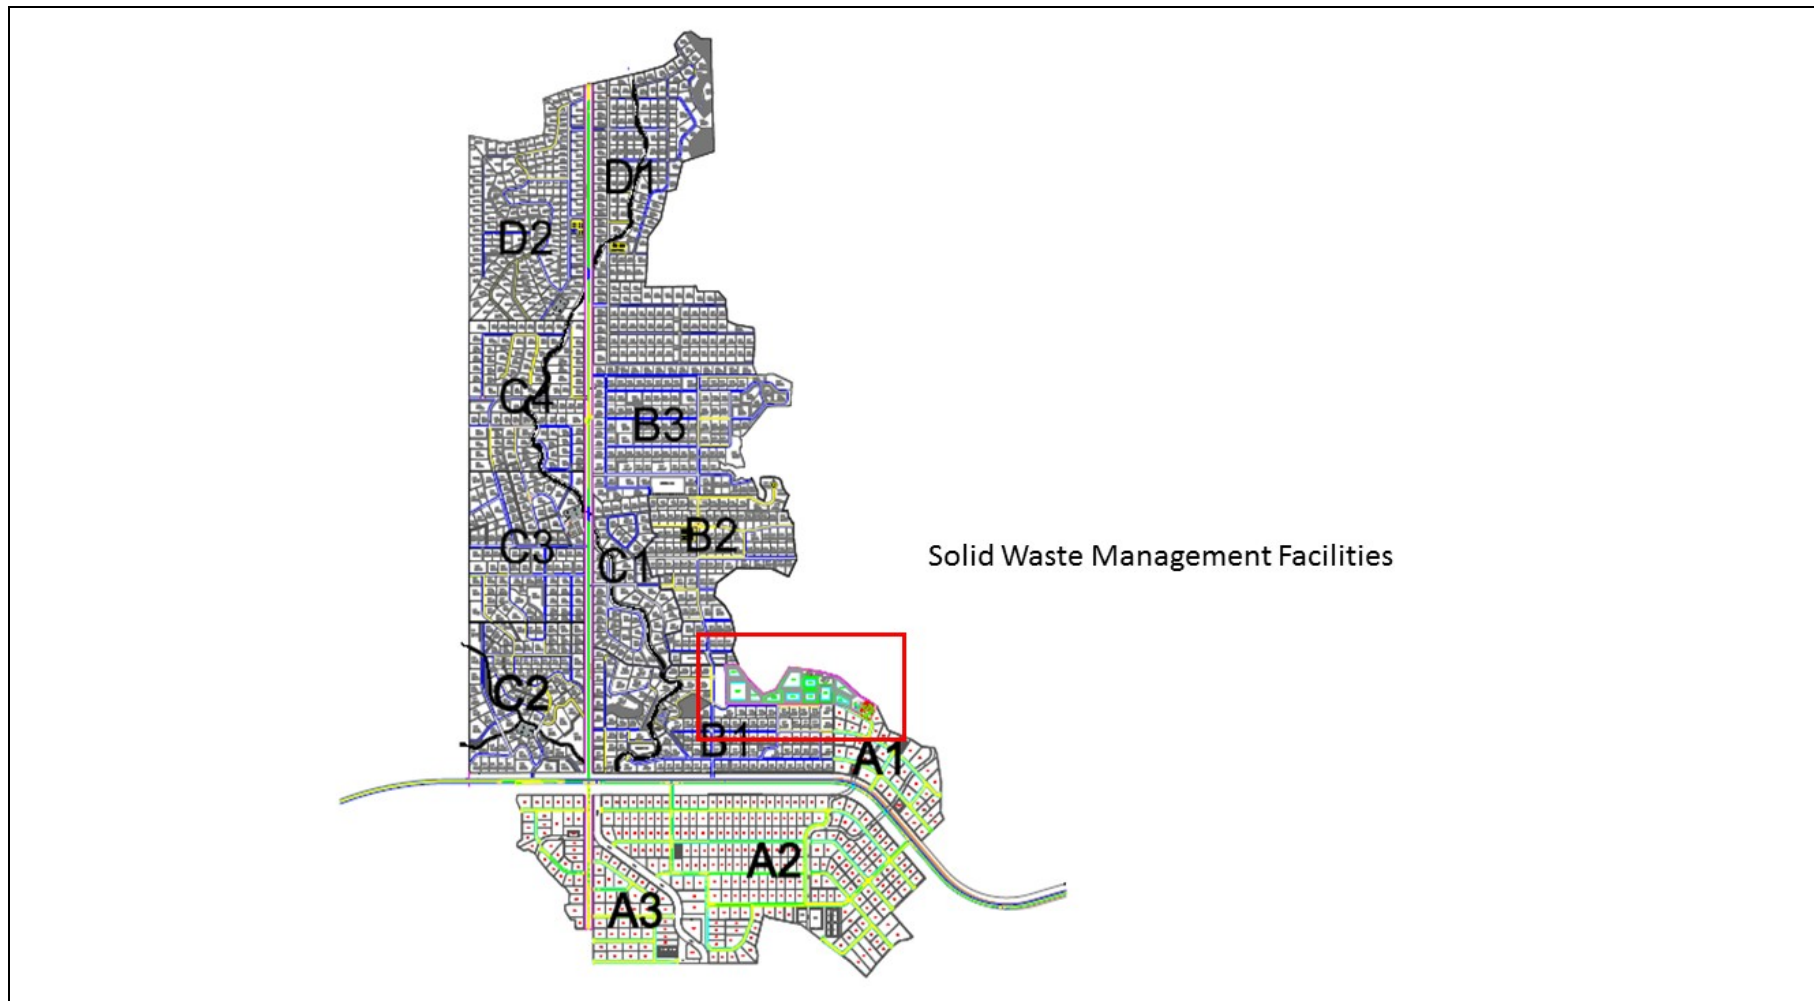 D1
D2
C4
B3
B2
C3
C1
Solid Waste Management Facilities
C2
B1
A1
A2
A3